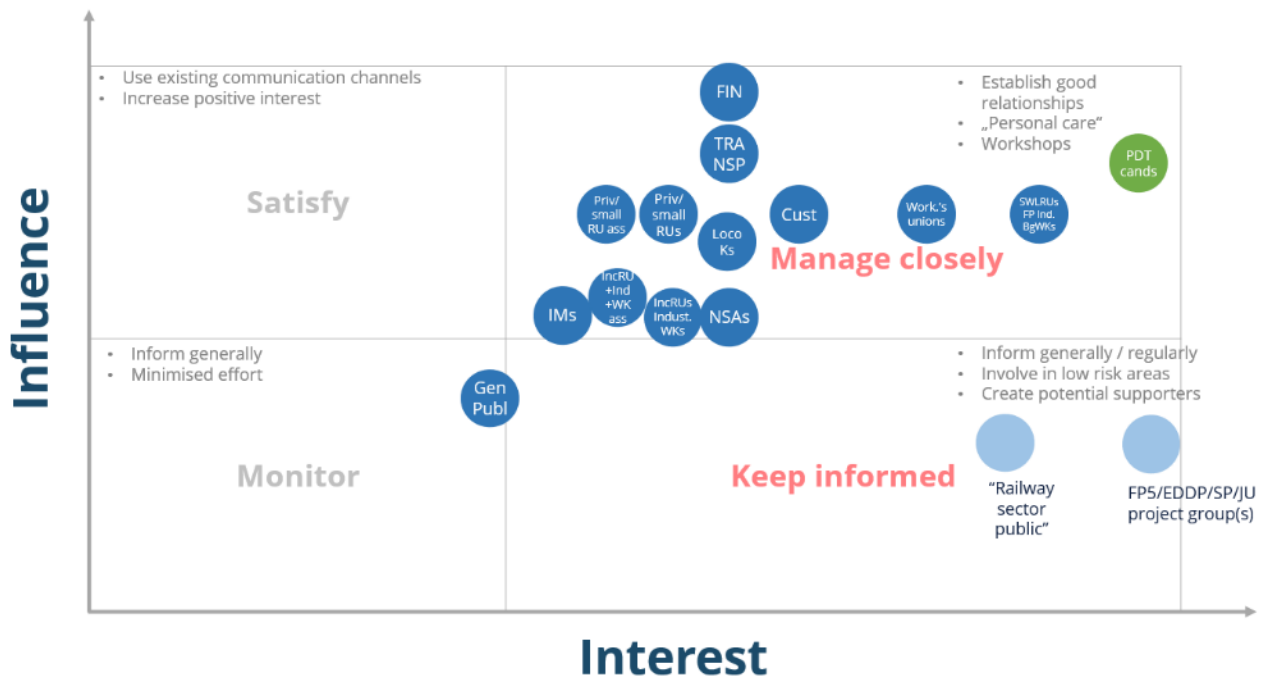 Influence
• Use existing communication channels
• Increase positive interest
Satisfy
• Establish good
relationships
• „Personal care“
• Workshops
FIN
TRA
NSP
PDT
cands
Priv/
small
RU ass
Priv/
small
RUs
Loco
Ks
Cust
Work.'s
unions
SWLRUs
FP Ind.
BgWKs
Manage closely
IMs
IncRU
+Ind
+WK
ass
IncRUs
Indust.
WKs
NSAs
• Inform generally
• Minimised effort
Gen
Publ
Monitor
• Inform generally / regularly
• Involve in low risk areas
• Create potential supporters
Keep informed
“Railway
sector
public”
FP5/EDDP/SP/JU
project group(s)
Interest